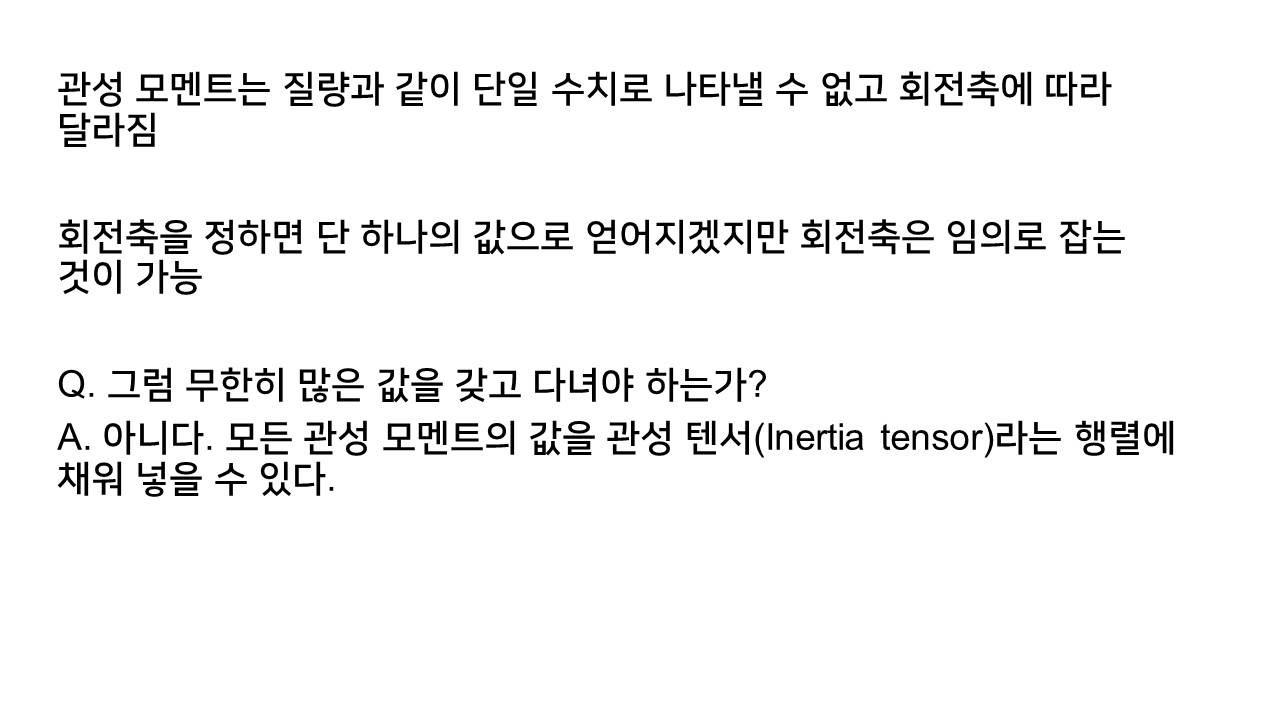 관성 모멘트는 질량과 같이 단일 수치로 나타낼 수 없고 회전축에 따라
달라짐
회전축을 정하면 단 하나의 값으로 얻어지겠지만 회전축은 임의로 잡는
것이 가능
Q. 그럼 무한히 많은 값을 갖고 다녀야 하는가?
A. 아니다. 모든 관성 모멘트의 값을 관성 텐서(Inertia tensor)라는 행렬에
채워 넣을 수 있다.